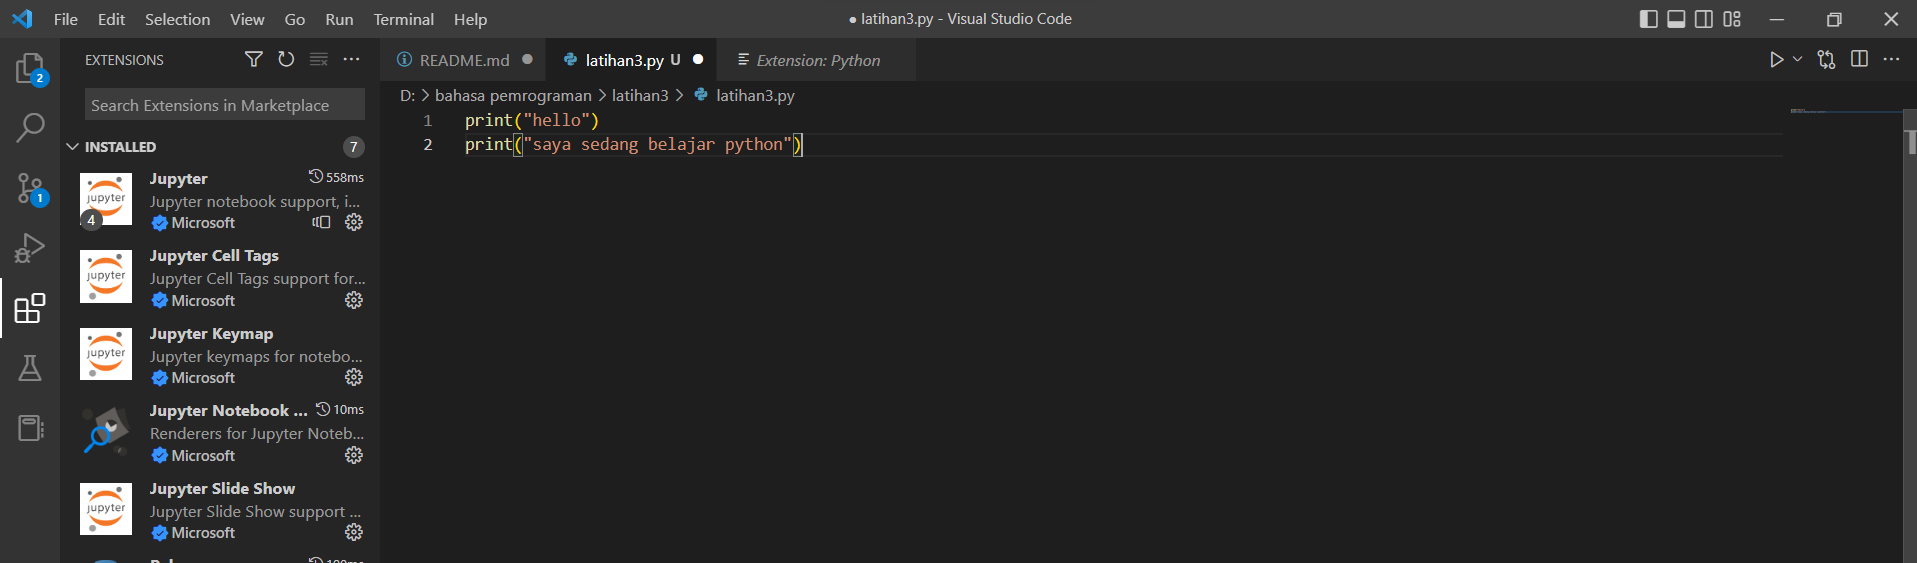 File Edit Selection View Go Run Terminal Help
● latihan3.py - Visual Studio Code
EXTENSIONS
README.md
latihan3.py U
Extension: Python
2
Search Extensions in Marketplace
D: > bahasa pemrograman > latihan3 > latihan3.py
1 print("hello")
2 print("saya sedang belajar python")
INSTALLED 7
Jupyter 558ms
Jupyter notebook support, i...
Microsoft
jupyter
4
1
Jupyter Cell Tags
Jupyter Cell Tags support for...
Microsoft
jupyter
Jupyter Keymap
Jupyter keymaps for notebo...
Microsoft
jupyter
Jupyter Notebook ... 10ms
Renderers for Jupyter Noteb...
Microsoft
Jupyter Slide Show
Jupyter Slide Show support ...
Microsoft
jupyter